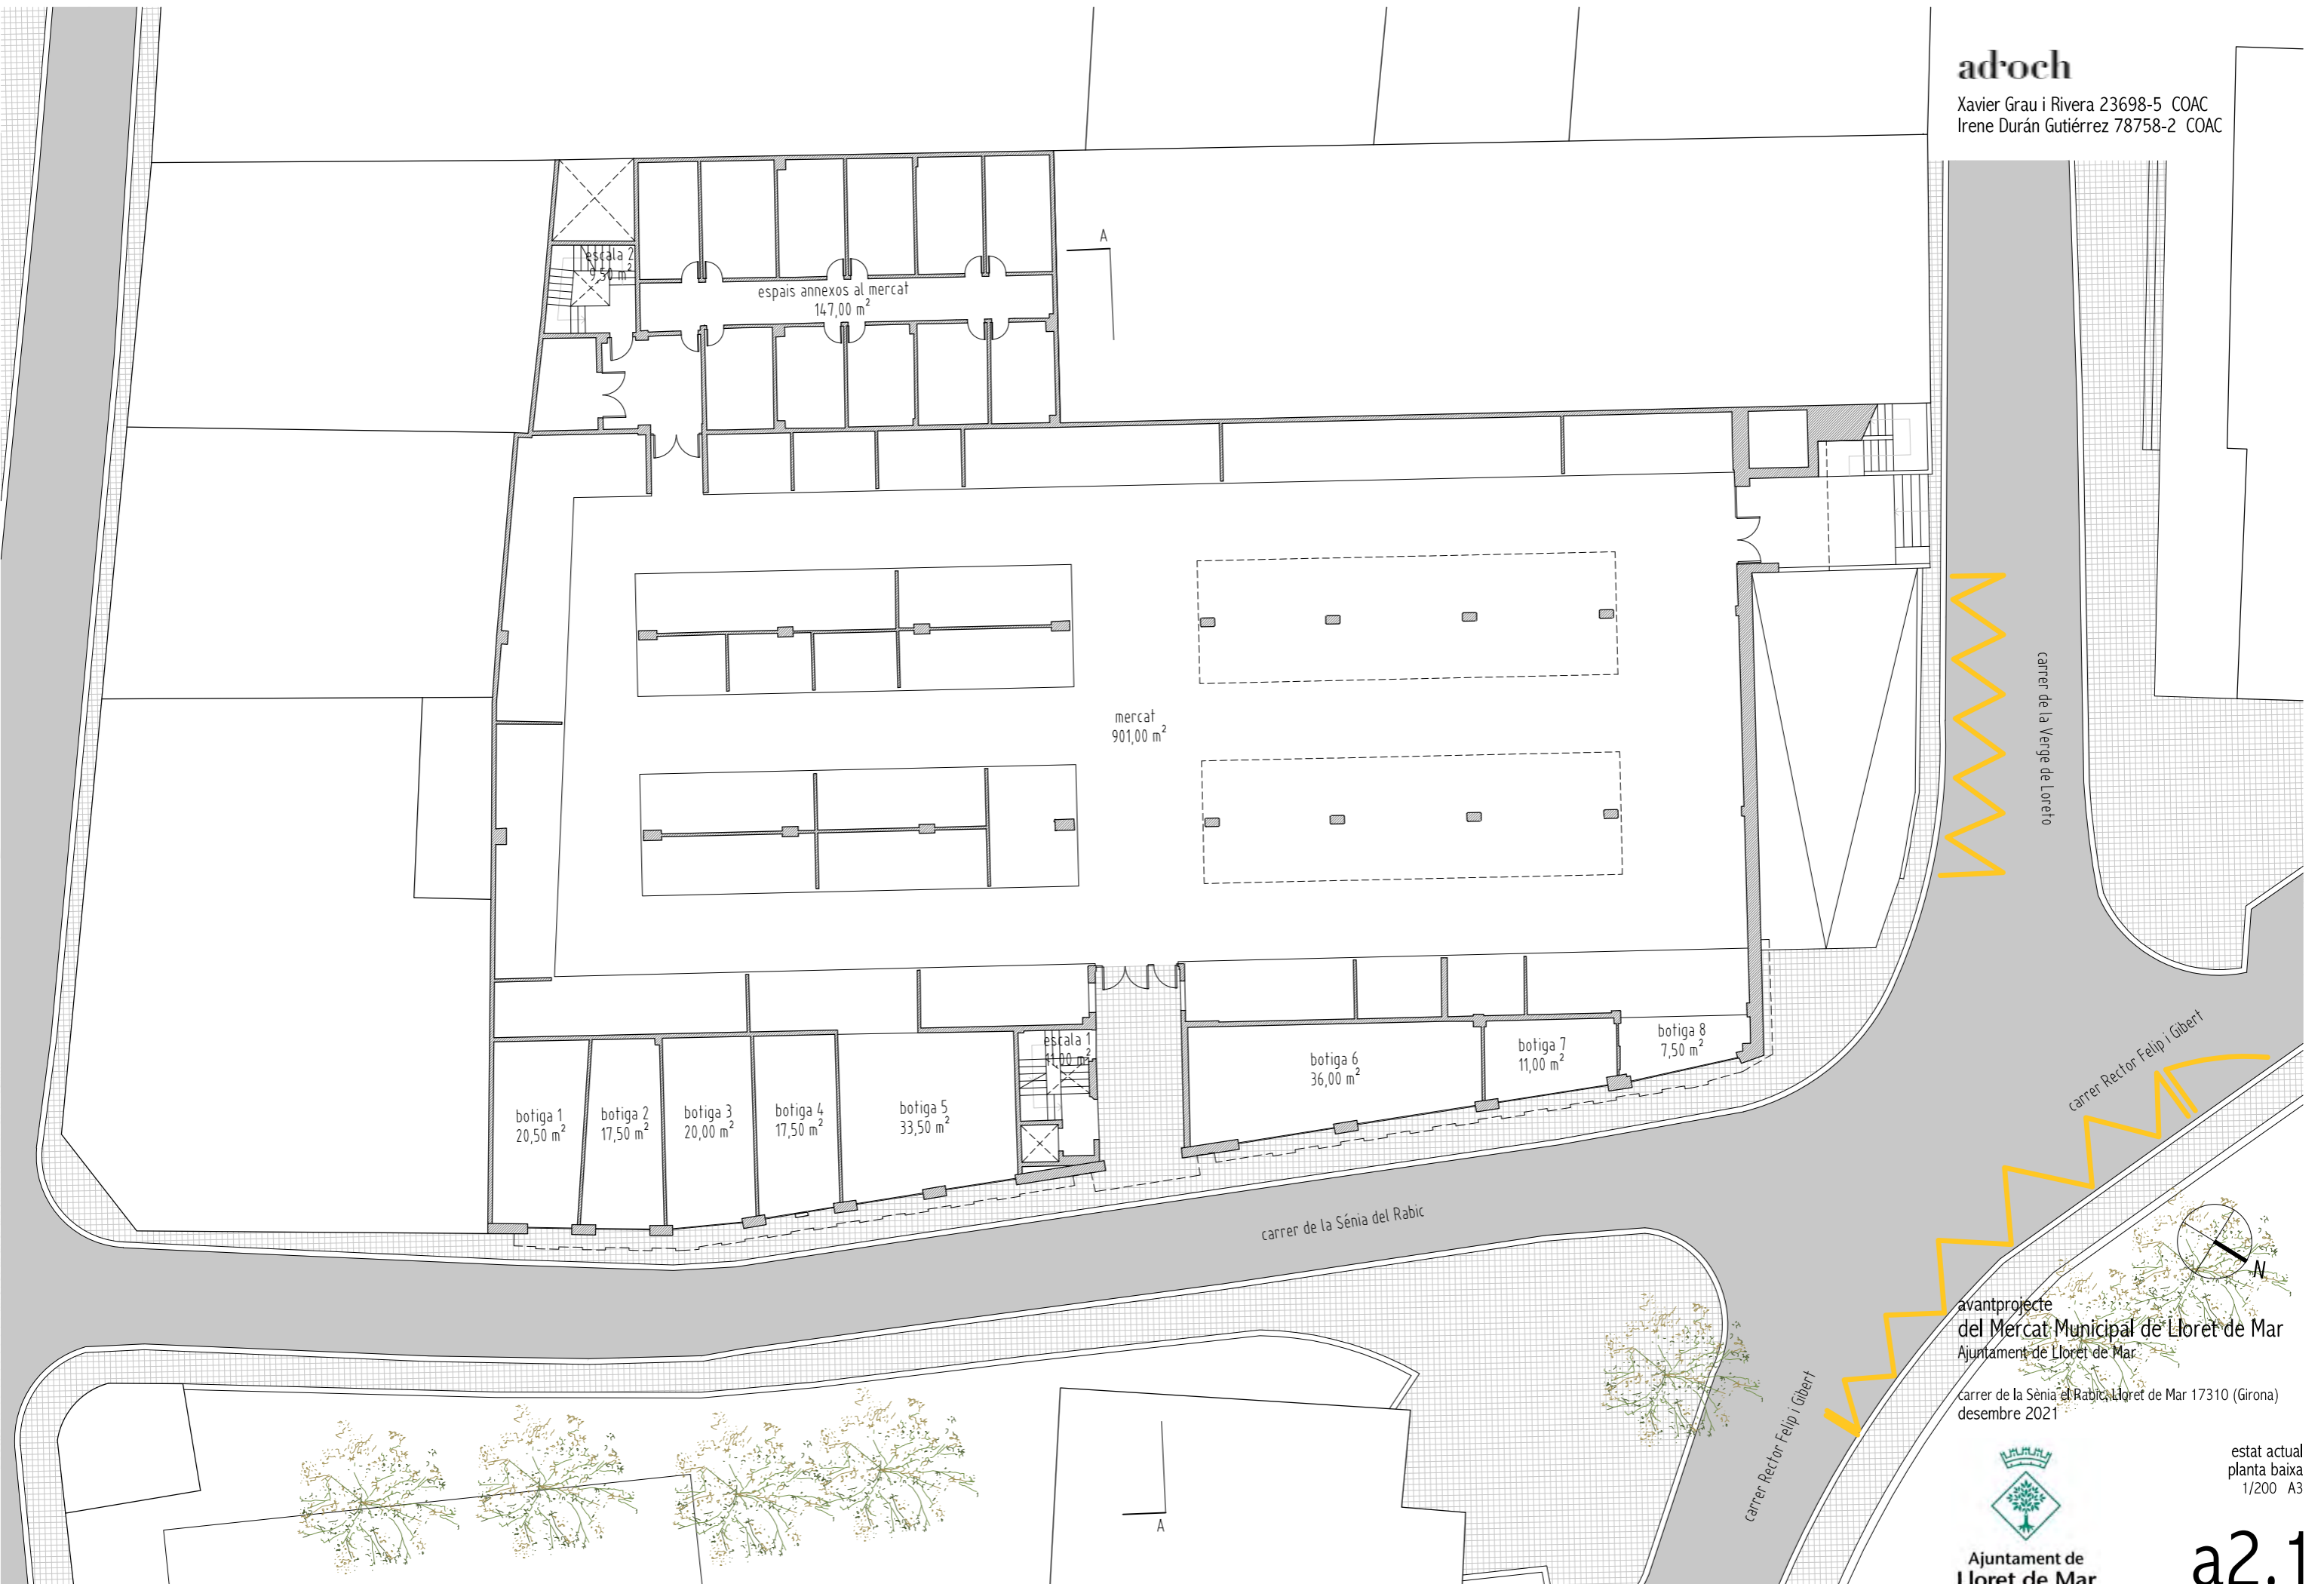 ad·och
Xavier Grau i Rivera 23698-5 COAC
Irene Durán Gutiérrez 78758-2 COAC
A
escala 2
9,50 m²
espais annexos al mercat
147,00 m²
mercat
901,00 m²
carrer de la Verge de Loreto
escala 1
11,00 m²
botiga 1
20,50 m²
botiga 2
17,50 m²
botiga 3
20,00 m²
botiga 4
17,50 m²
botiga 5
33,50 m²
botiga 6
36,00 m²
botiga 7
11,00 m²
botiga 8
7,50 m²
carrer Rector Felip i Gibert
carrer de la Sénia del Rabic
N
avantprojecte
del Mercat Municipal de Lloret de Mar
Ajuntament de Lloret de Mar
carrer de la Sènia el Rabic, Lloret de Mar 17310 (Girona)
desembre 2021
carrer Rector Felip i Gibert
A
estat actual
planta baixa
1/200 A3
Ajuntament de
Lloret de Mar
a2.1